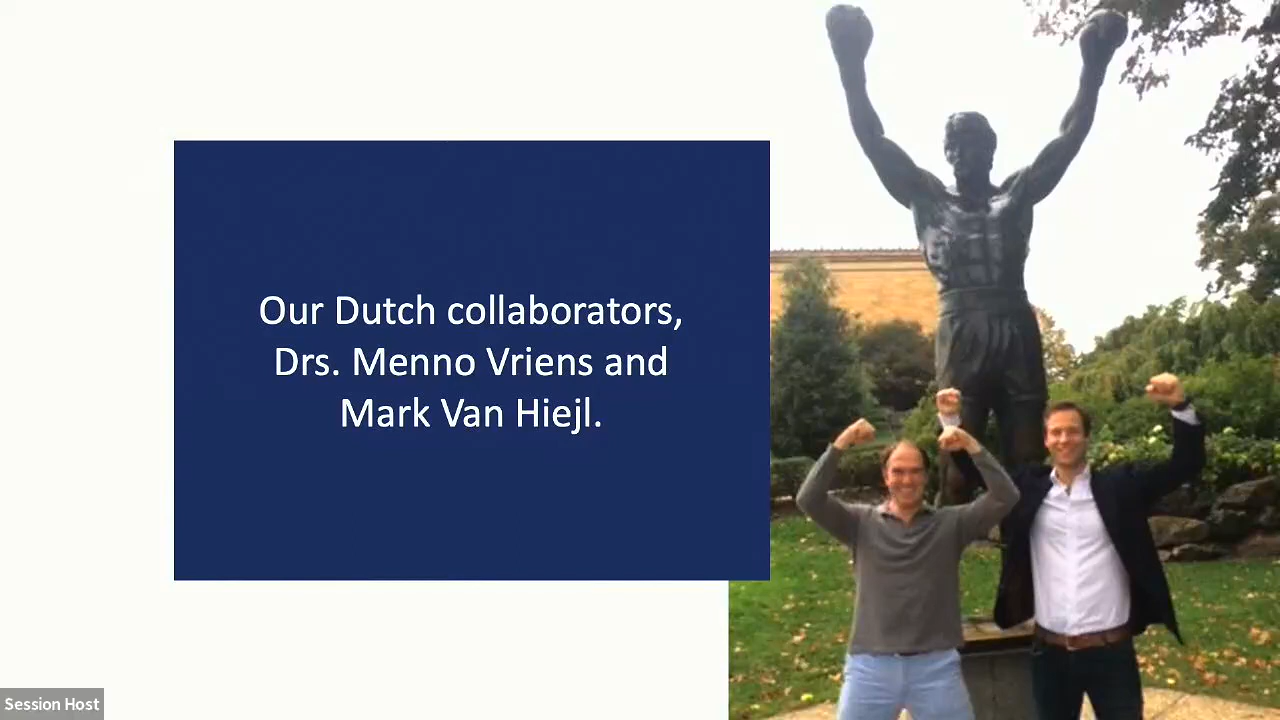 Our Dutch collaborators,
Drs. Menno Vriens and
Mark Van Hiejl.
Session Host